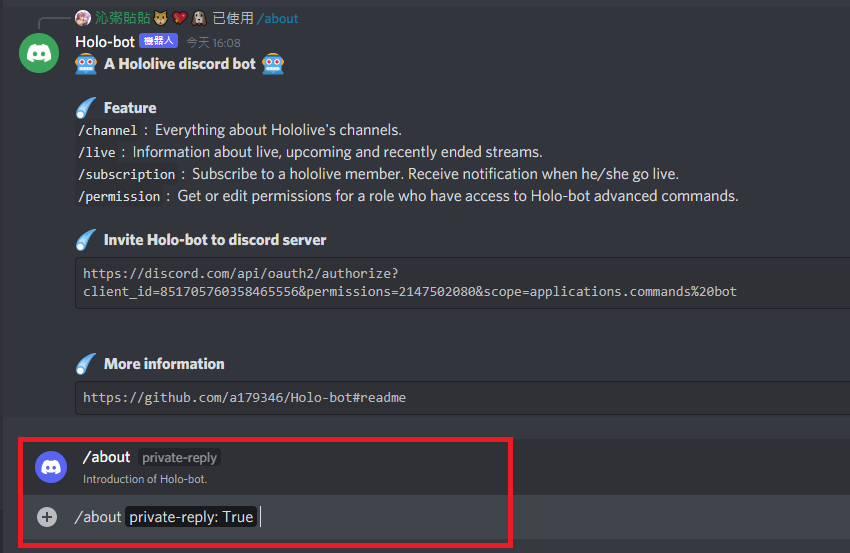 沁粥貼貼 已使用 /about
Holo-bot 機器人 今天 16:08
A Hololive discord bot
Feature
/channel : Everything about Hololive's channels.
/live : Information about live, upcoming and recently ended streams.
/subscription : Subscribe to a hololive member. Receive notification when he/she go live.
/permission : Get or edit permissions for a role who have access to Holo-bot advanced commands.
Invite Holo-bot to discord server
https://discord.com/api/oauth2/authorize?
client_id=851705760358465556&permissions=2147502080&scope=applications.commands%20bot
More information
https://github.com/a179346/Holo-bot#readme
/about private-reply
Introduction of Holo-bot.
/about private-reply: True